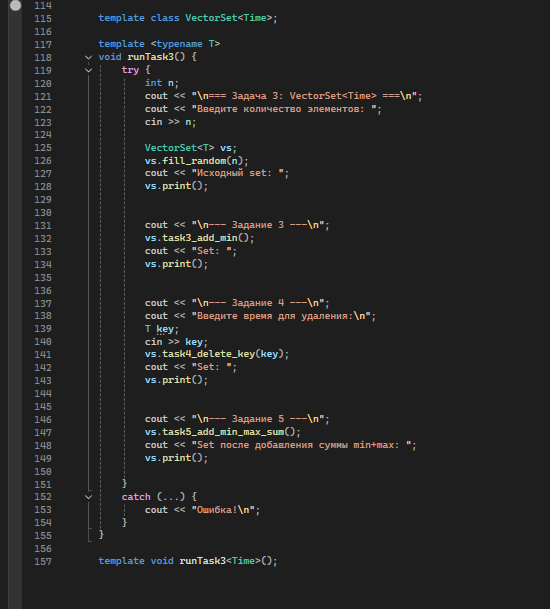 114
115 template class VectorSet<Time>;
116
117 template <typename T>
118 void runTask3() {
119 try {
120 int n;
121 cout << "\n=== Задача 3: VectorSet<Time> ===\n";
122 cout << "Введите количество элементов: ";
123 cin >> n;
124
125 VectorSet<T> vs;
126 vs.fill_random(n);
127 cout << "Исходный set: ";
128 vs.print();
129
130
131 cout << "\n--- Задание 3 ---\n";
132 vs.task3_add_min();
133 cout << "Set: ";
134 vs.print();
135
136
137 cout << "\n--- Задание 4 ---\n";
138 cout << "Введите время для удаления:\n";
139 T key;
140 cin >> key;
141 vs.task4_delete_key(key);
142 cout << "Set: ";
143 vs.print();
144
145
146 cout << "\n--- Задание 5 ---\n";
147 vs.task5_add_min_max_sum();
148 cout << "Set после добавления суммы min+max: ";
149 vs.print();
150
151 }
152 catch (...) {
153 cout << "Ошибка!\n";
154 }
155 }
156
157 template void runTask3<Time>();